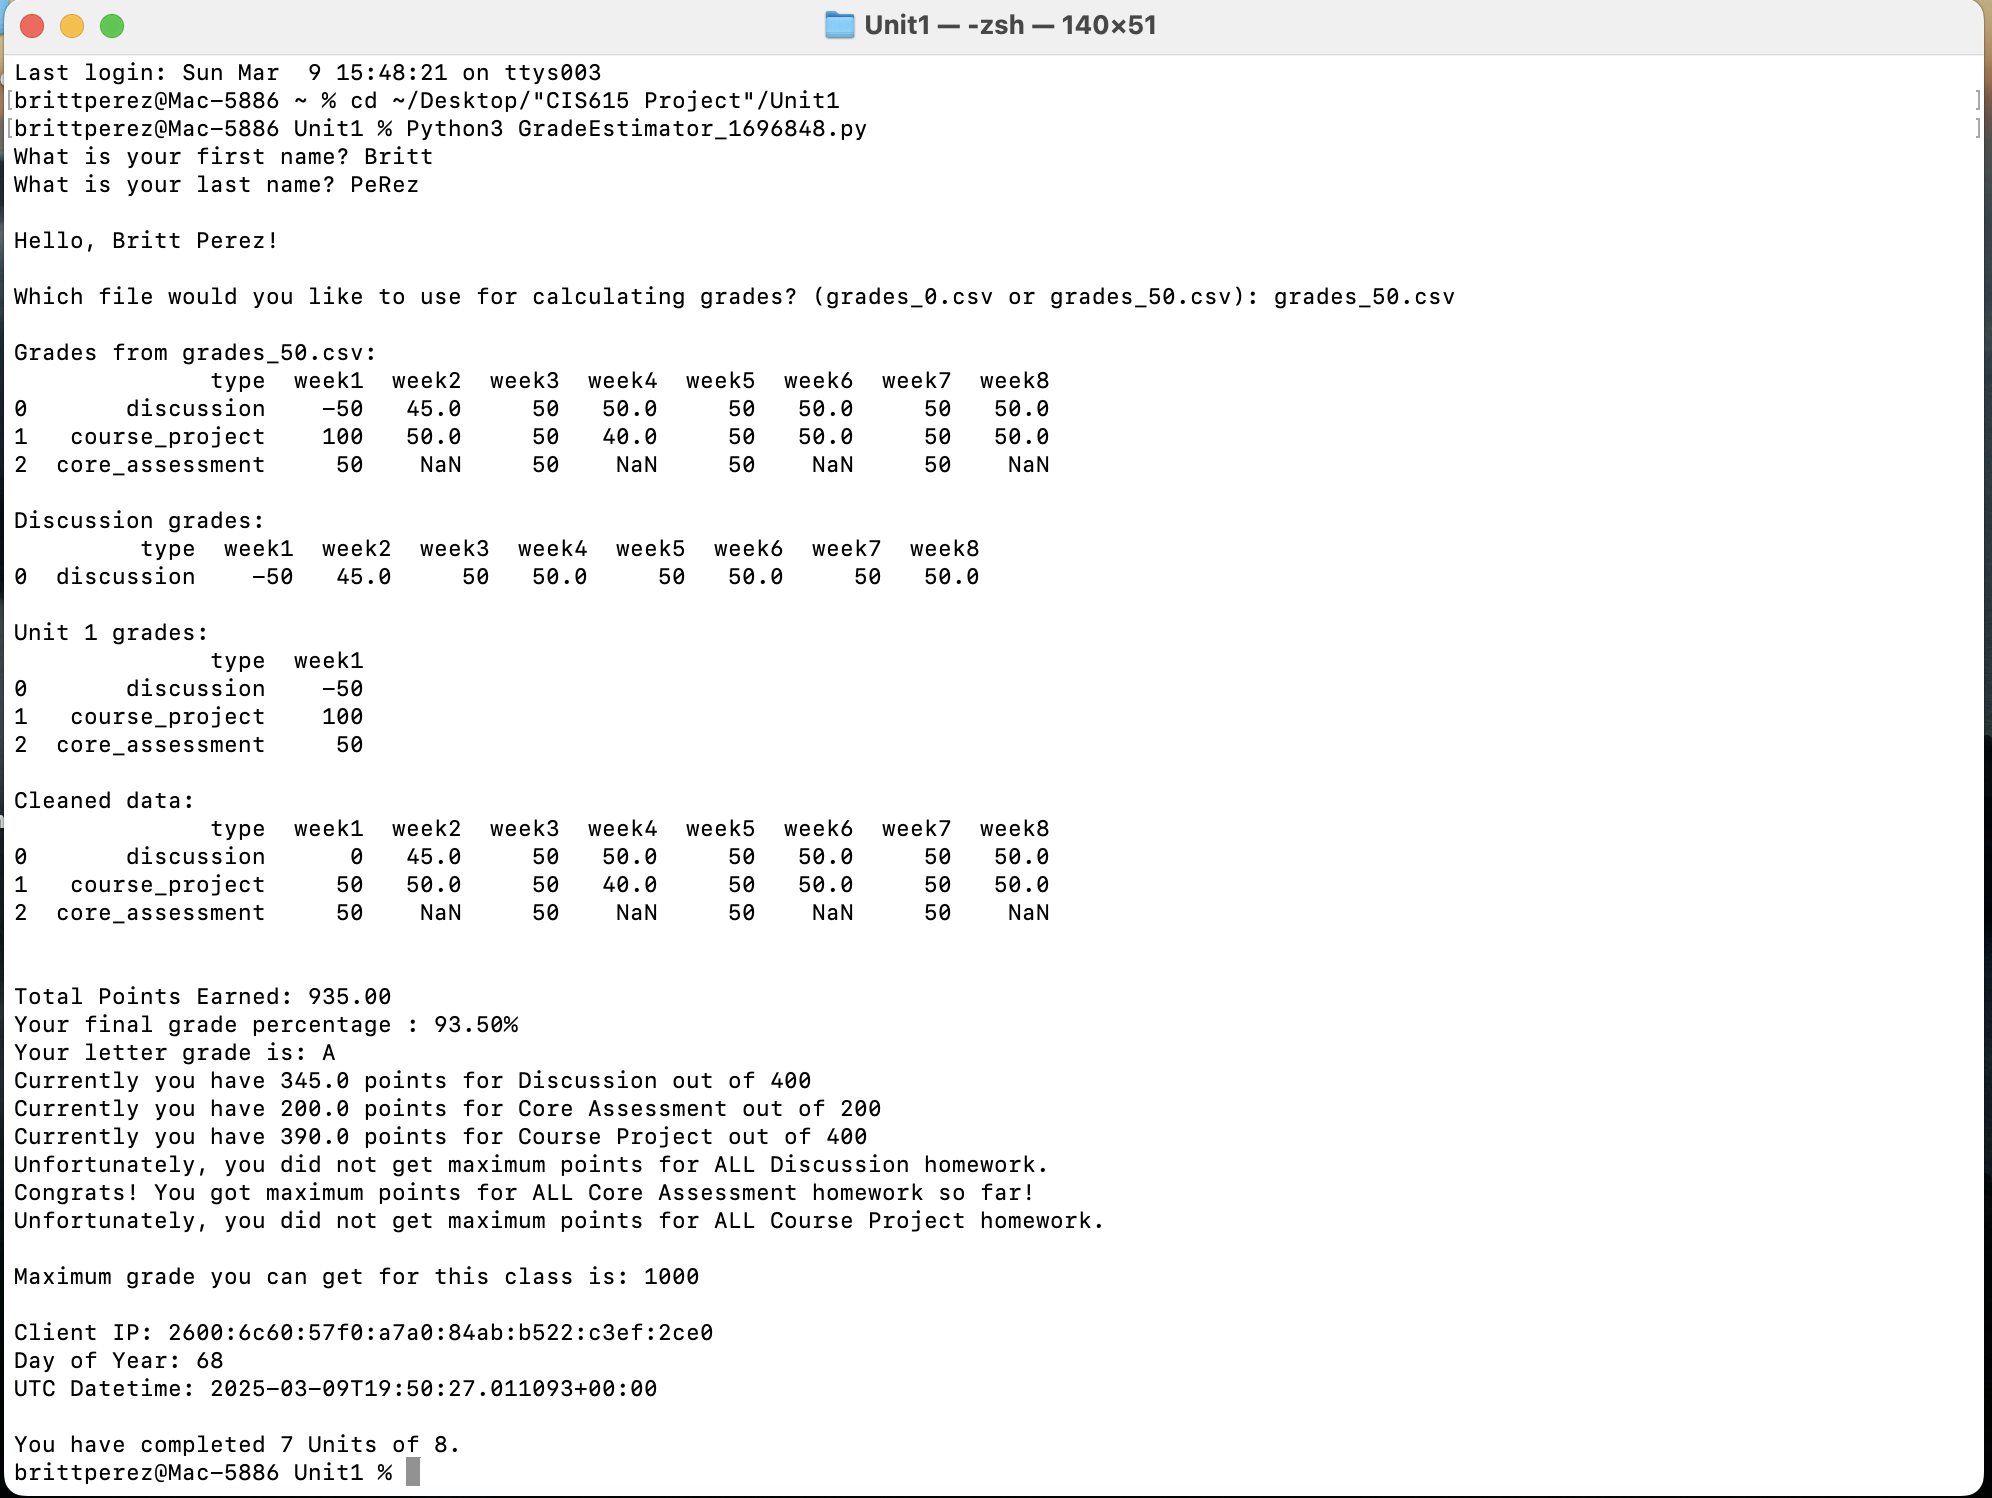 Unit1 — -zsh — 140×51
Last login: Sun Mar  9 15:48:21 on ttys003
[brittperez@Mac-5886 ~ % cd ~/Desktop/"CIS615 Project"/Unit1 ]
[brittperez@Mac-5886 Unit1 % Python3 GradeEstimator_1696848.py ]
What is your first name? Britt
What is your last name? PeRez
Hello, Britt Perez!
Which file would you like to use for calculating grades? (grades_0.csv or grades_50.csv): grades_50.csv
Grades from grades_50.csv:
              type  week1  week2  week3  week4  week5  week6  week7  week8
0       discussion    -50   45.0     50   50.0     50   50.0     50   50.0
1   course_project    100   50.0     50   40.0     50   50.0     50   50.0
2  core_assessment     50    NaN     50    NaN     50    NaN     50    NaN
Discussion grades:
         type  week1  week2  week3  week4  week5  week6  week7  week8
0  discussion    -50   45.0     50   50.0     50   50.0     50   50.0
Unit 1 grades:
              type  week1
0       discussion    -50
1   course_project    100
2  core_assessment     50
Cleaned data:
              type  week1  week2  week3  week4  week5  week6  week7  week8
0       discussion      0   45.0     50   50.0     50   50.0     50   50.0
1   course_project     50   50.0     50   40.0     50   50.0     50   50.0
2  core_assessment     50    NaN     50    NaN     50    NaN     50    NaN
Total Points Earned: 935.00
Your final grade percentage : 93.50%
Your letter grade is: A
Currently you have 345.0 points for Discussion out of 400
Currently you have 200.0 points for Core Assessment out of 200
Currently you have 390.0 points for Course Project out of 400
Unfortunately, you did not get maximum points for ALL Discussion homework.
Congrats! You got maximum points for ALL Core Assessment homework so far!
Unfortunately, you did not get maximum points for ALL Course Project homework.
Maximum grade you can get for this class is: 1000
Client IP: 2600:6c60:57f0:a7a0:84ab:b522:c3ef:2ce0
Day of Year: 68
UTC Datetime: 2025-03-09T19:50:27.011093+00:00
You have completed 7 Units of 8.
brittperez@Mac-5886 Unit1 %